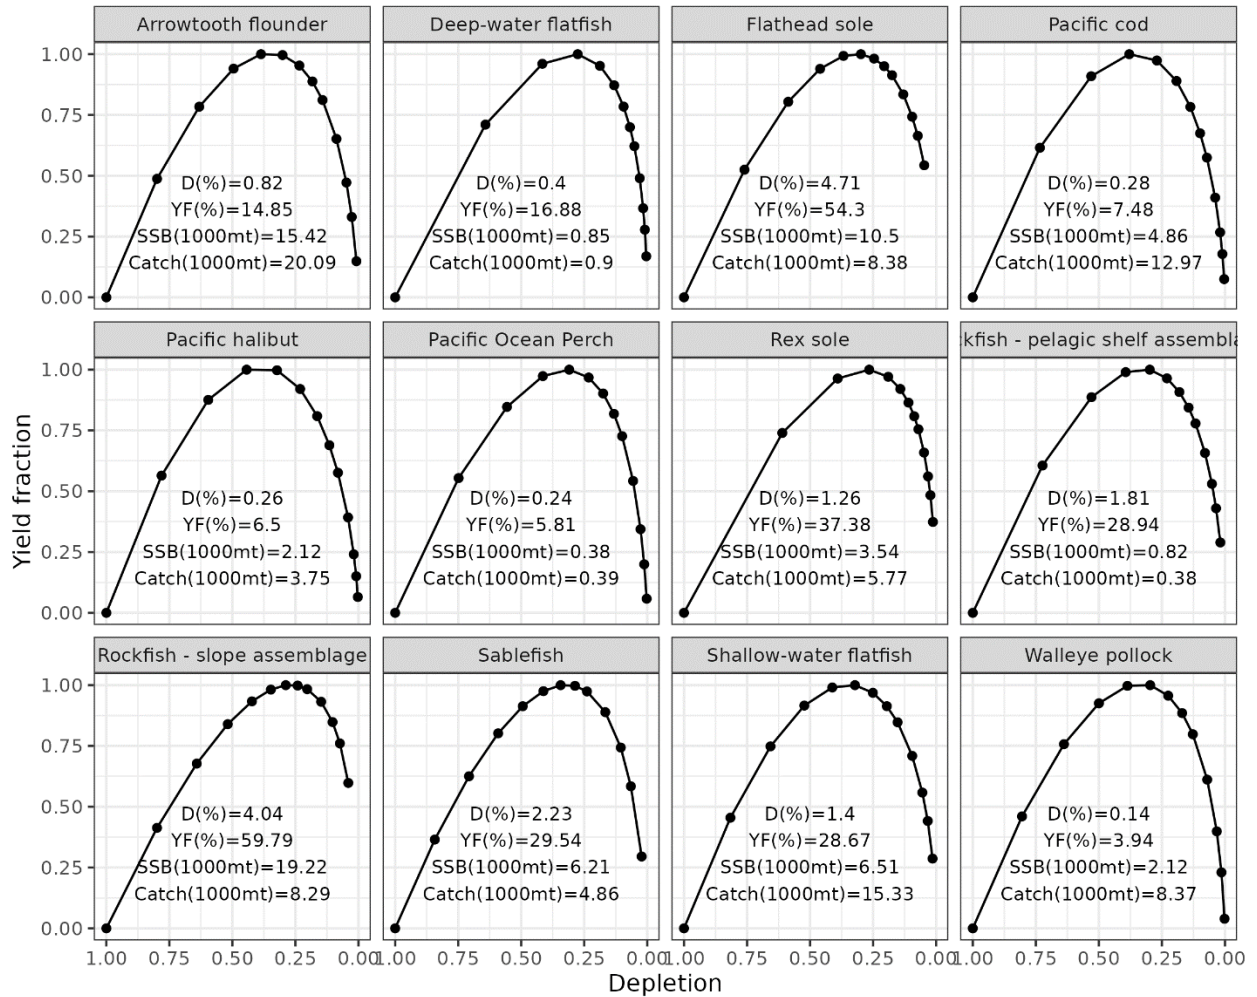 Arrowtooth flounder
Deep-water flatfish
Flathead sole
Pacific cod
1.00
0.75
0.50
0.25
0.00
D(%)=0.82
YF(%)=14.85
SSB(1000mt)=15.42
Catch(1000mt)=20.09
D(%)=0.4
YF(%)=16.88
SSB(1000mt)=0.85
Catch(1000mt)=0.9
D(%)=4.71
YF(%)=54.3
SSB(1000mt)=10.5
Catch(1000mt)=8.38
D(%)=0.28
YF(%)=7.48
SSB(1000mt)=4.86
Catch(1000mt)=12.97
Pacific halibut
Pacific Ocean Perch
Rex sole
ckfish - pelagic shelf assembla
Yield fraction
1.00
0.75
0.50
0.25
0.00
D(%)=0.26
YF(%)=6.5
SSB(1000mt)=2.12
Catch(1000mt)=3.75
D(%)=0.24
YF(%)=5.81
SSB(1000mt)=0.38
Catch(1000mt)=0.39
D(%)=1.26
YF(%)=37.38
SSB(1000mt)=3.54
Catch(1000mt)=5.77
D(%)=1.81
YF(%)=28.94
SSB(1000mt)=0.82
Catch(1000mt)=0.38
Rockfish - slope assemblage
Sablefish
Shallow-water flatfish
Walleye pollock
1.00
0.75
0.50
0.25
0.00
D(%)=4.04
YF(%)=59.79
SSB(1000mt)=19.22
Catch(1000mt)=8.29
D(%)=2.23
YF(%)=29.54
SSB(1000mt)=6.21
Catch(1000mt)=4.86
D(%)=1.4
YF(%)=28.67
SSB(1000mt)=6.51
Catch(1000mt)=15.33
D(%)=0.14
YF(%)=3.94
SSB(1000mt)=2.12
Catch(1000mt)=8.37
1.00 0.75 0.50 0.25 0.00 1.00 0.75 0.50 0.25 0.00 1.00 0.75 0.50 0.25 0.00 1.00 0.75 0.50 0.25 0.00
Depletion